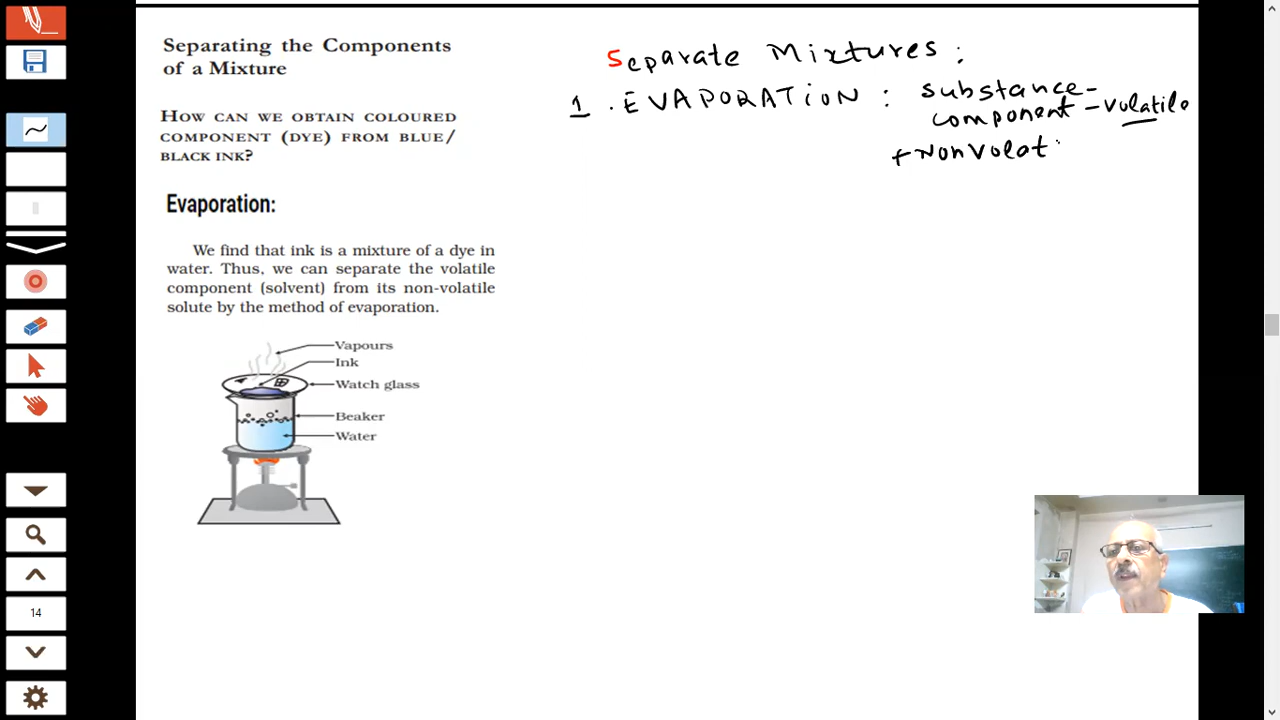 Separating the Components
of a Mixture
HOW CAN WE OBTAIN COLOURED
COMPONENT (DYE) FROM BLUE/
BLACK INK?
Evaporation:
We find that ink is a mixture of a dye in
water. Thus, we can separate the volatile
component (solvent) from its non-volatile
solute by the method of evaporation.
Vapours
Ink
Watch glass
Beaker
Water
Separate Mixtures:
1. EVAPORATION: substance-
component - volatile
+ Nonvolat
14